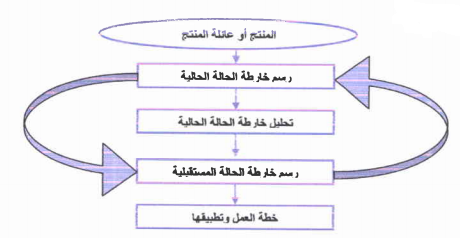 المنتج أو عائلة المنتج
رسم خارطة الحالة الحالية
تحليل خارطة الحالة الحالية
رسم خارطة الحالة المستقبلية
خطة العمل وتطبيقها